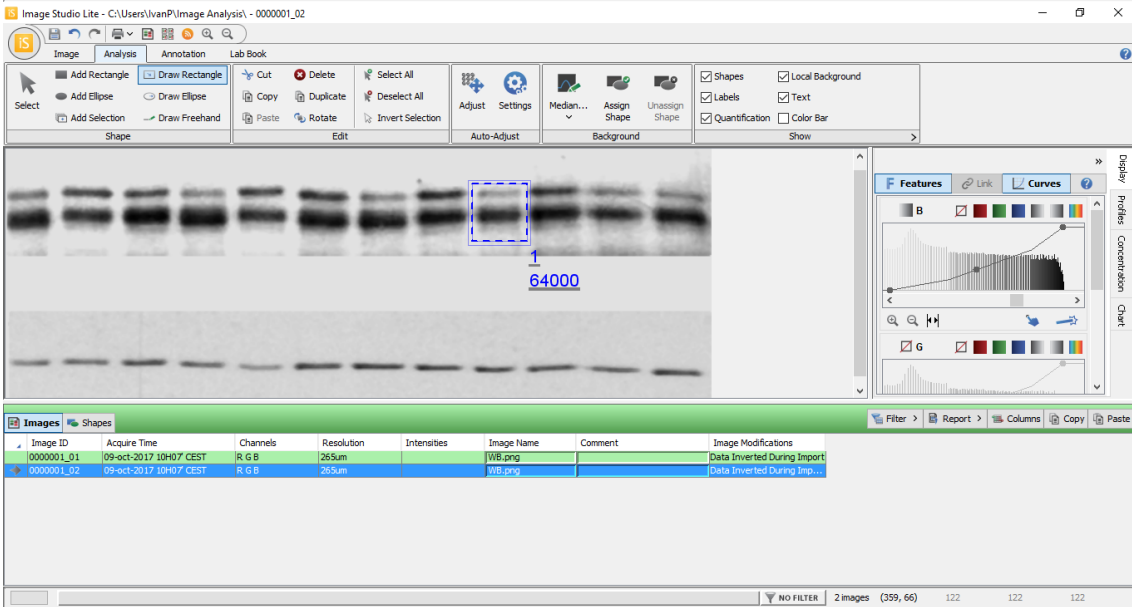 Image Studio Lite - C:\Users\IvanP\Image Analysis\ - 0000001_02
iS
Image Analysis Annotation Lab Book
Select
Add Rectangle Draw Rectangle
Add Ellipse Draw Ellipse
Add Selection Draw Freehand
Shape
Cut Delete Select All
Copy Duplicate Deselect All
Paste Rotate Invert Selection
Edit
Adjust Settings
Auto-Adjust
Median... Assign Shape Unassign Shape
Background
Shapes Local Background
Labels Text
Quantification Color Bar
Show
1
64000
Features Link Curves
B
G
Display
Profiles
Concentration
Chart
Images Shapes
Filter > Report > Columns Copy Paste
Image ID Acquire Time Channels Resolution Intensities Image Name Comment Image Modifications
0000001_01 09-oct-2017 10H07' CEST R G B 265um WB.png Data Inverted During Import
0000001_02 09-oct-2017 10H07' CEST R G B 265um WB.png Data Inverted During Imp...
NO FILTER 2 images (359, 66) 122 122 122